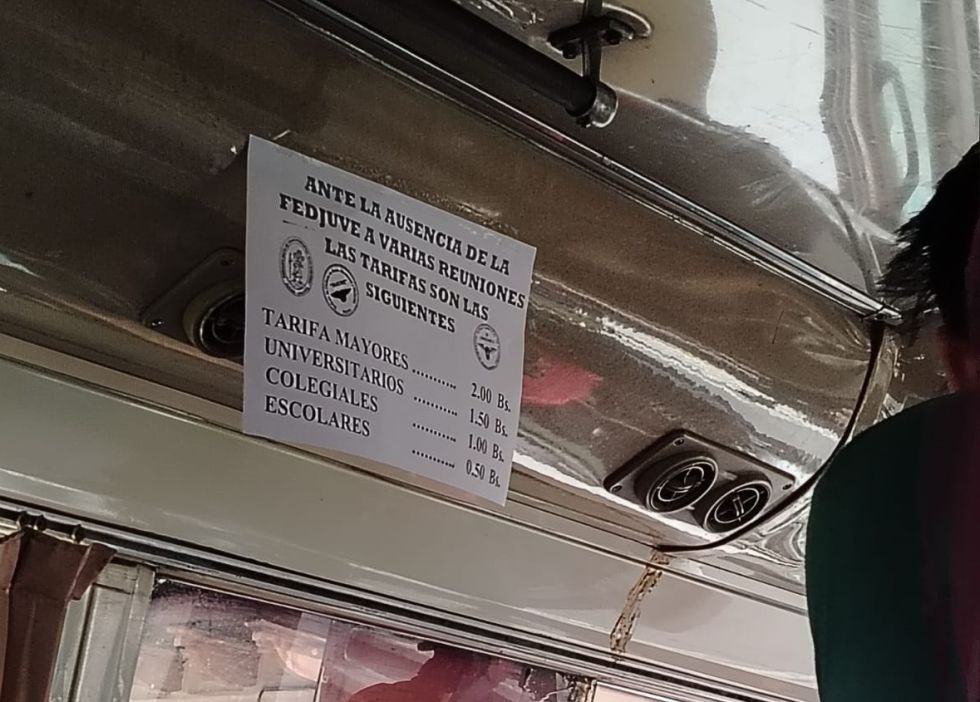 ANTE LA AUSENCIA DE LA
FEDJUVE A VARIAS REUNIONES
LAS TARIFAS SON LAS
SIGUIENTES
TARIFA MAYORES .......... 2.00 Bs.
UNIVERSITARIOS .......... 1.50 Bs.
COLEGIALES .......... 1.00 Bs.
ESCOLARES .......... 0.50 Bs.